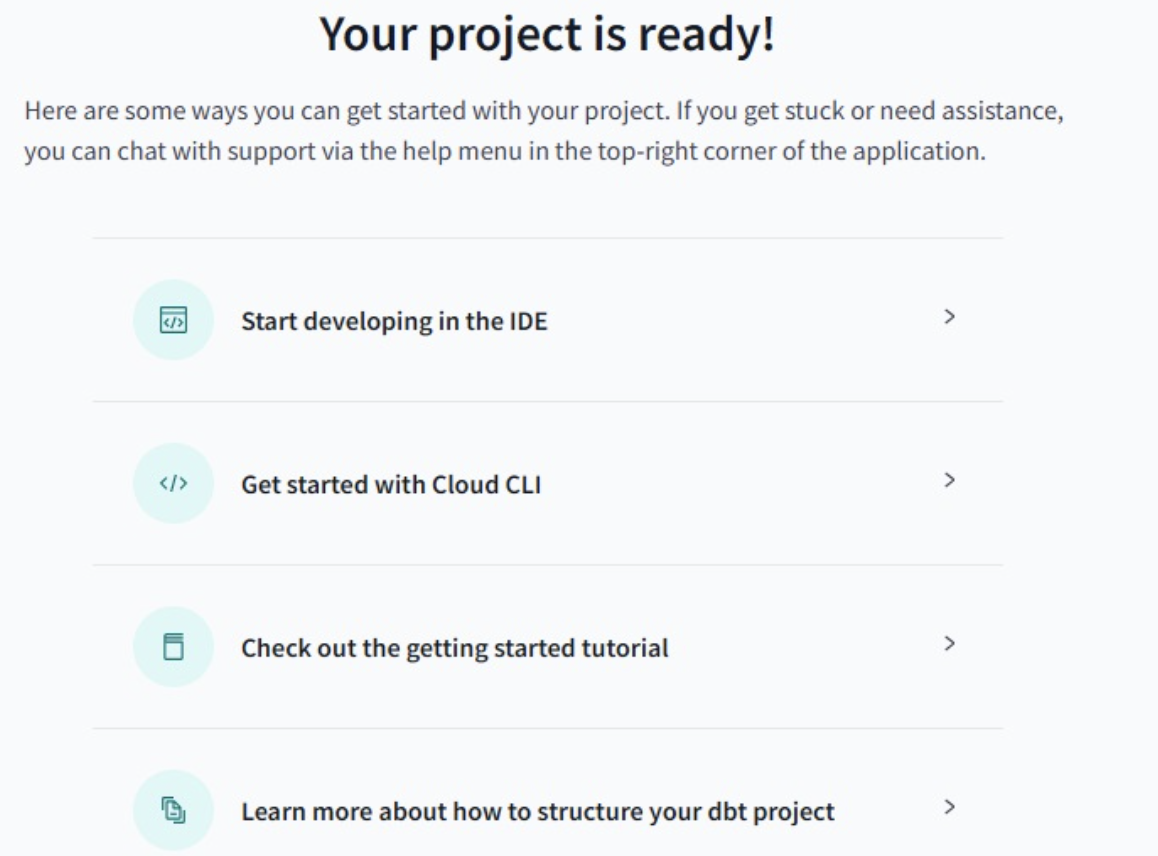 Your project is ready!
Here are some ways you can get started with your project. If you get stuck or need assistance,
you can chat with support via the help menu in the top-right corner of the application.
Start developing in the IDE
Get started with Cloud CLI
Check out the getting started tutorial
Learn more about how to structure your dbt project